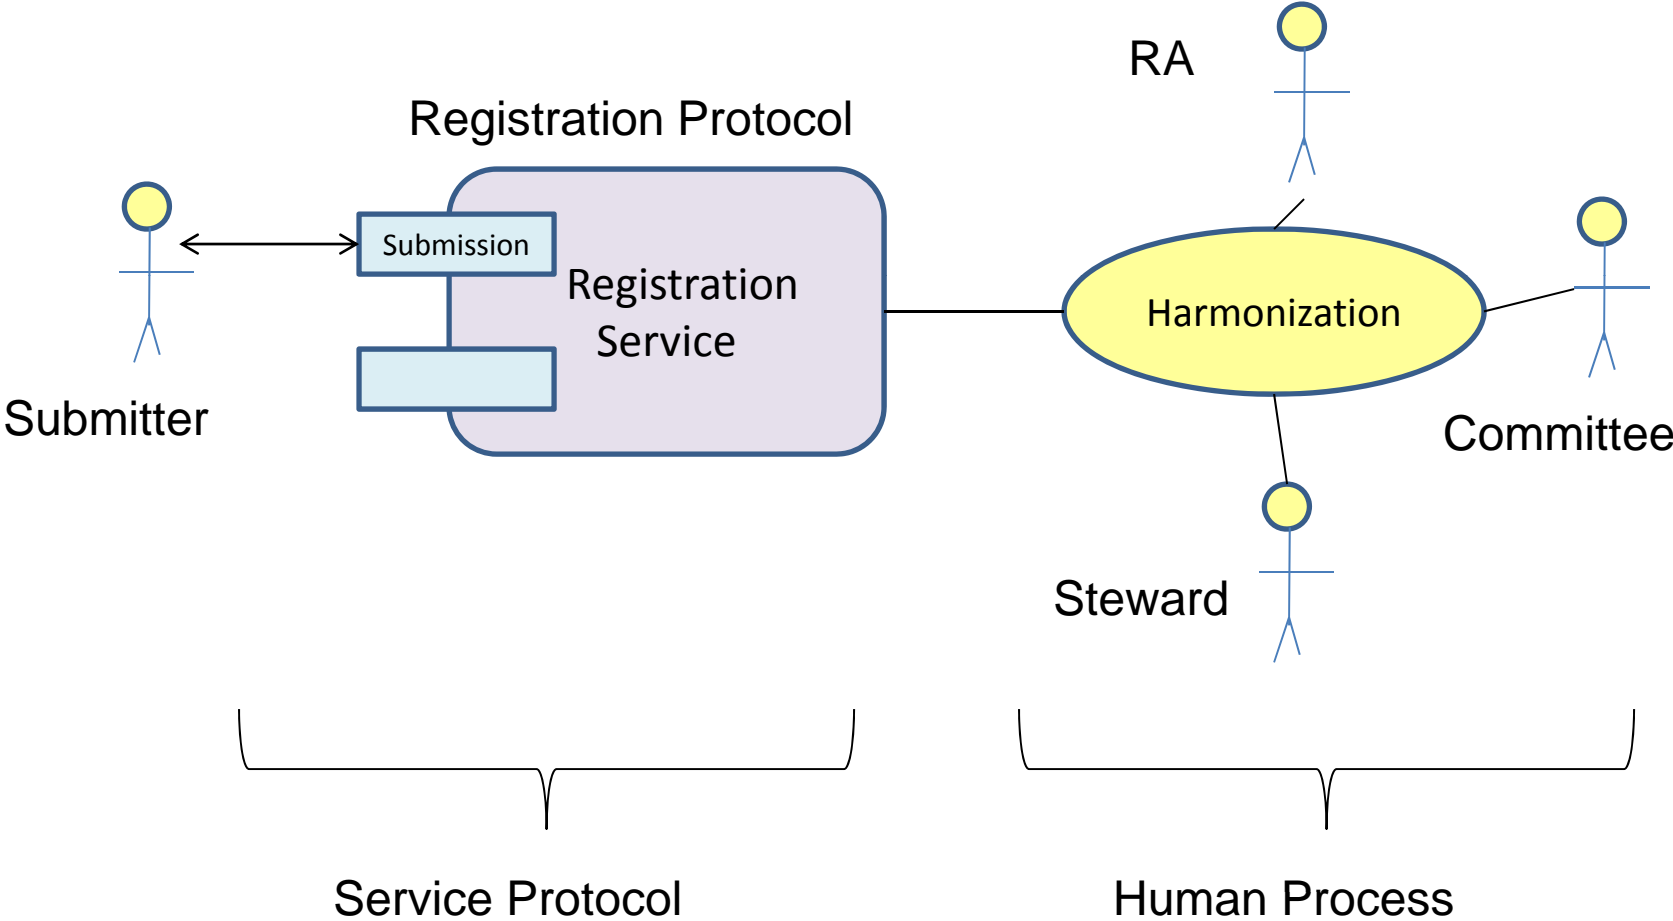 RA
Registration Protocol
Submission
Registration
Service
Harmonization
Submitter
Committee
Steward
Service Protocol
Human Process